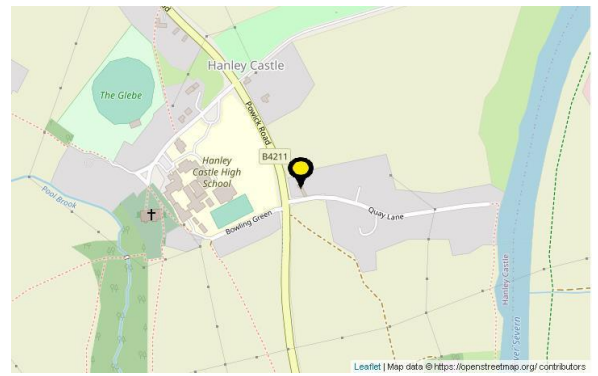 Hanley Castle
The Glebe
Powick Road
B4211
Hanley
Castle High
School
Pool Brook
Bowling Green
Quay Lane
Hanley Castle
River Severn
Leaflet | Map data © https://openstreetmap.org/ contributors